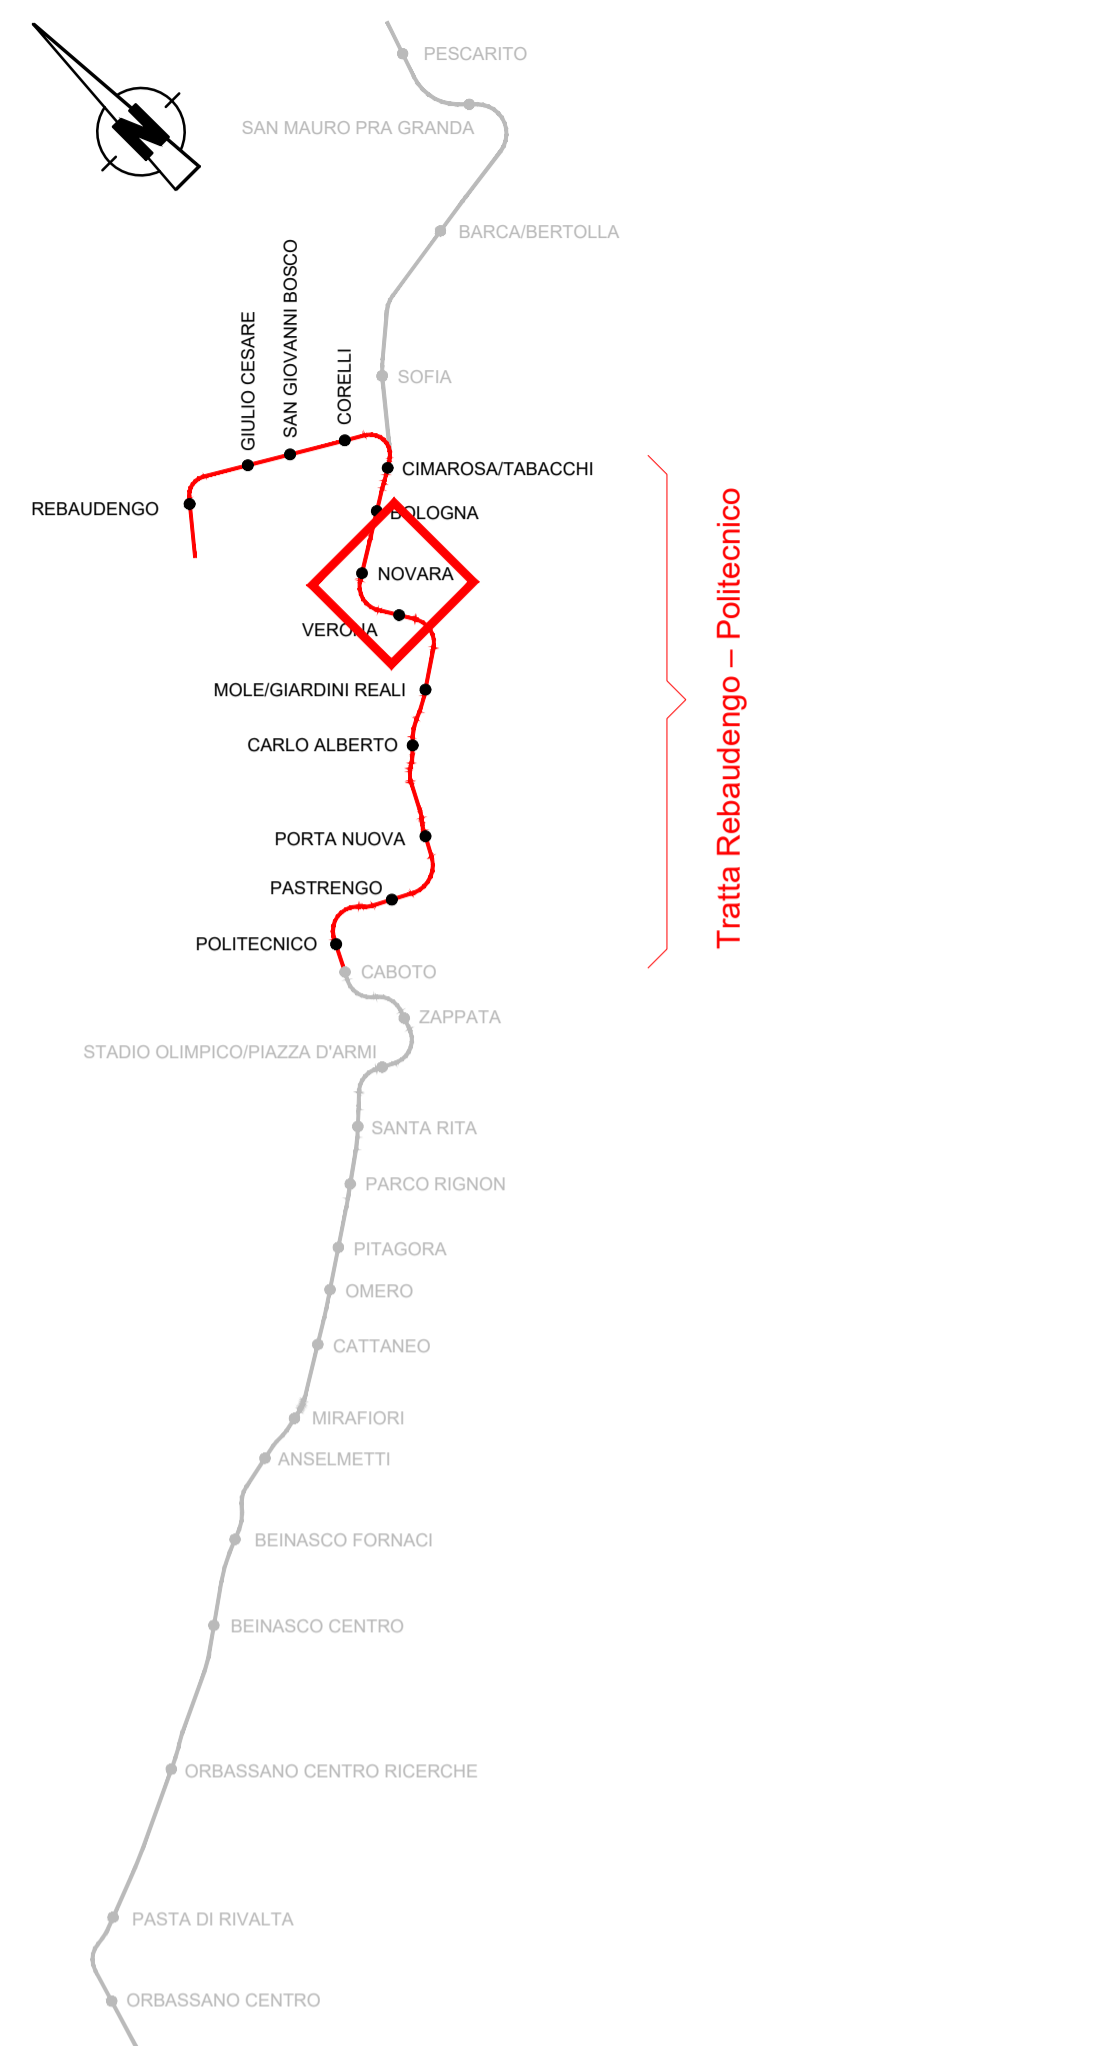 N
PESCARITO
SAN MAURO PRA GRANDA
BARCA/BERTOLLA
SOFIA
GIULIO CESARE
SAN GIOVANNI BOSCO
CORELLI
CIMAROSA/TABACCHI
REBAUDENGO
BOLOGNA
NOVARA
VERONA
MOLE/GIARDINI REALI
CARLO ALBERTO
PORTA NUOVA
PASTRENGO
POLITECNICO
Tratta Rebaudengo – Politecnico
CABOTO
ZAPPATA
STADIO OLIMPICO/PIAZZA D'ARMI
SANTA RITA
PARCO RIGNON
PITAGORA
OMERO
CATTANEO
MIRAFIORI
ANSELMETTI
BEINASCO FORNACI
BEINASCO CENTRO
ORBASSANO CENTRO RICERCHE
PASTA DI RIVALTA
ORBASSANO CENTRO